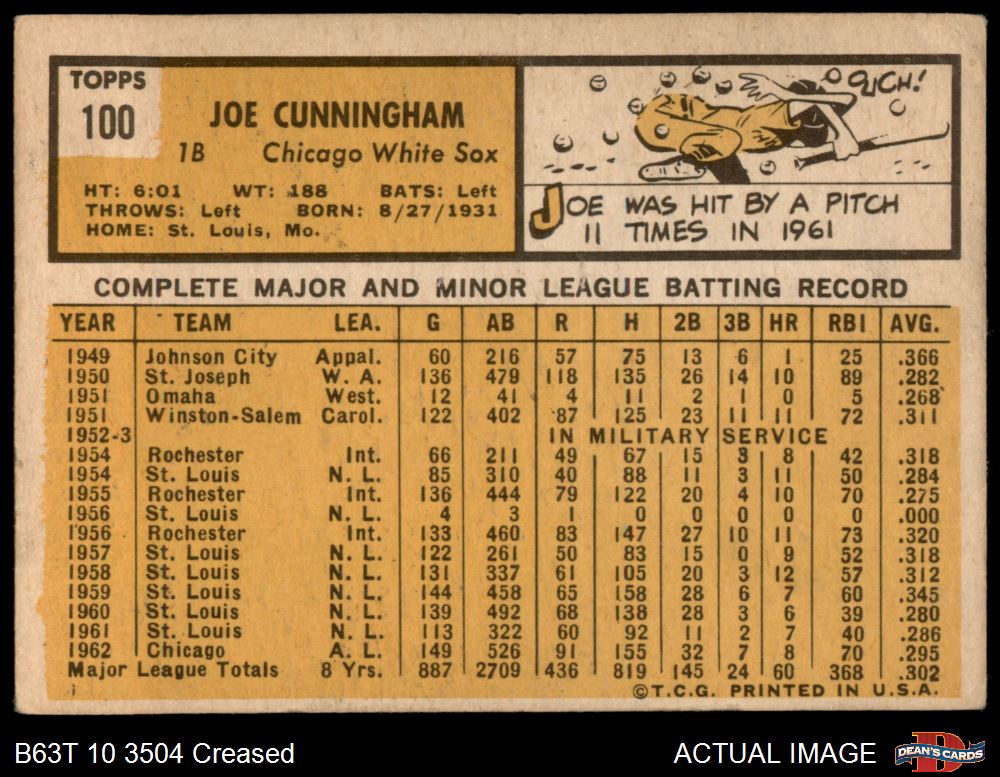 TOPPS
100
JOE CUNNINGHAM
1B Chicago White Sox
HT: 6:01 WT: 188 BATS: Left
THROWS: Left BORN: 8/27/1931
HOME: St. Louis, Mo.
OUCH!
JOE WAS HIT BY A PITCH
11 TIMES IN 1961
COMPLETE MAJOR AND MINOR LEAGUE BATTING RECORD
YEAR TEAM LEA. G AB R H 2B 3B HR RBI AVG.
1949 Johnson City Appal. 60 216 57 75 13 6 1 25 .366
1950 St. Joseph W. A. 136 479 118 135 26 14 10 89 .282
1951 Omaha West. 12 41 4 11 2 1 0 5 .268
1951 Winston-Salem Carol. 122 402 87 125 23 11 11 72 .311
1952-3 IN MILITARY SERVICE
1954 Rochester Int. 66 211 49 67 15 3 8 42 .318
1954 St. Louis N. L. 85 310 40 88 11 3 11 50 .284
1955 Rochester Int. 136 444 79 122 20 4 10 70 .275
1956 St. Louis N. L. 4 3 1 0 0 0 0 0 .000
1956 Rochester Int. 133 460 83 147 27 10 11 73 .320
1957 St. Louis N. L. 122 261 50 83 15 0 9 52 .318
1958 St. Louis N. L. 131 337 61 105 20 3 12 57 .312
1959 St. Louis N. L. 144 458 65 158 28 6 7 60 .345
1960 St. Louis N. L. 139 492 68 138 28 3 6 39 .280
1961 St. Louis N. L. 113 322 60 92 11 2 7 40 .286
1962 Chicago A. L. 149 526 91 155 32 7 8 70 .295
Major League Totals 8 Yrs. 887 2709 436 819 145 24 60 368 .302
©T.C.G. PRINTED IN U.S.A.
B63T 10 3504 Creased ACTUAL IMAGE DEAN'S CARDS